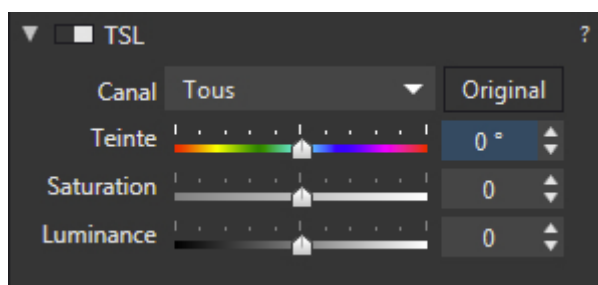 TSL ?
Canal Tous Original
Teinte 0 °
Saturation 0
Luminance 0